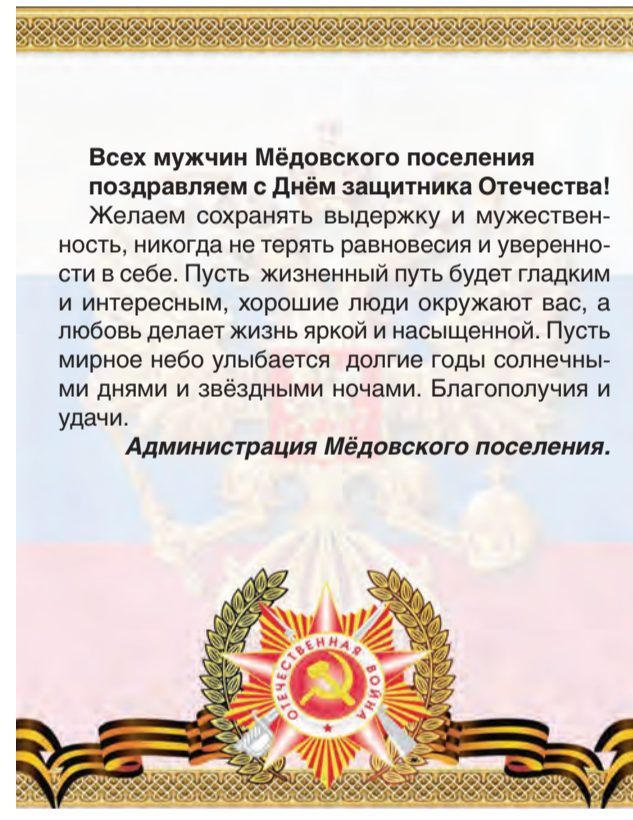 Всех мужчин Мёдовского поселения
поздравляем с Днём защитника Отечества!
Желаем сохранять выдержку и мужествен-
ность, никогда не терять равновесия и уверенно-
сти в себе. Пусть жизненный путь будет гладким
и интересным, хорошие люди окружают вас, а
любовь делает жизнь яркой и насыщенной. Пусть
мирное небо улыбается долгие годы солнечны-
ми днями и звёздными ночами. Благополучия и
удачи.
Администрация Мёдовского поселения.
ОТЕЧЕСТВЕННАЯ ВОЙНА